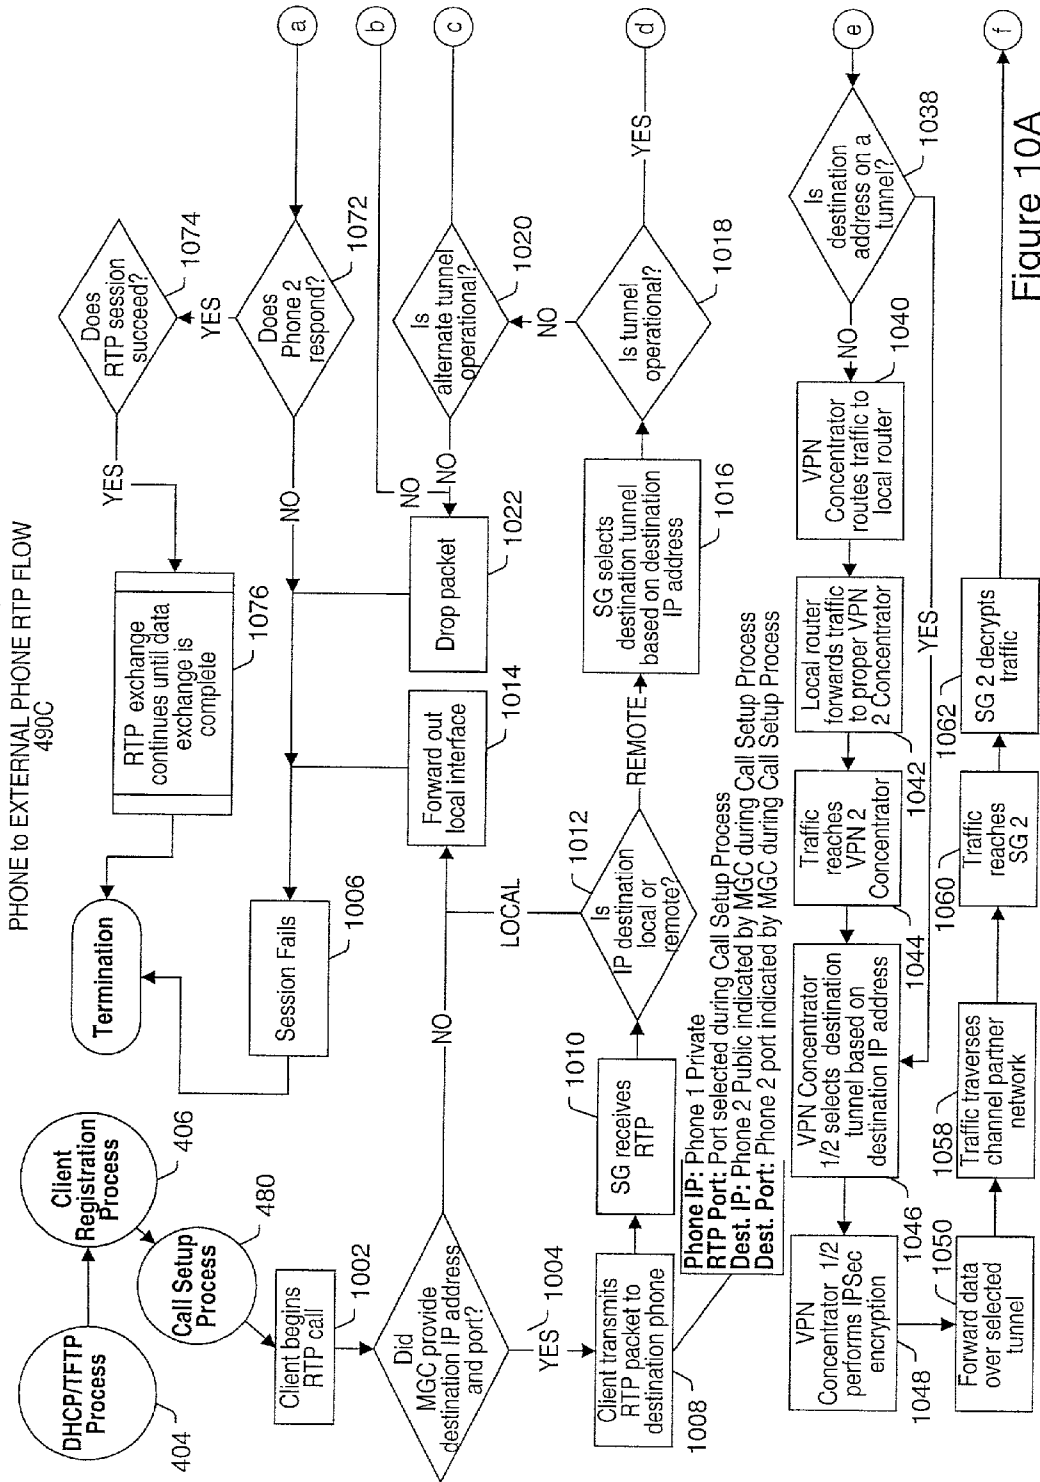 PHONE to EXTERNAL PHONE RTP FLOW
490C
DHCP/TFTP
Process
404
Client
Registration
Process
406
Call Setup
Process
480
Client begins
RTP call
1002
Did
MGC provide
destination IP address
and port?
NO
YES
1004
Client transmits
RTP packet to
destination phone
1008
Phone IP: Phone 1 Private
RTP Port: Port selected during Call Setup Process
Dest. IP: Phone 2 Public indicated by MGC during Call Setup Process
Dest. Port: Phone 2 port indicated by MGC during Call Setup Process
SG receives
RTP
1010
Is
IP destination
local or
remote?
1012
LOCAL
REMOTE
Forward out
local interface
1014
SG selects
destination tunnel
based on destination
IP address
1016
Is tunnel
operational?
1018
NO
YES
d
Is
alternate tunnel
operational?
1020
NO
c
NO
b
Drop packet
1022
Session Fails
1006
Termination
Does
Phone 2
respond?
1072
NO
YES
a
Does
RTP session
succeed?
1074
YES
RTP exchange
continues until data
exchange is
complete
1076
e
Is
destination
address on a
tunnel?
1038
NO
YES
VPN
Concentrator
routes traffic to
local router
1040
Local router
forwards traffic
to proper VPN
2 Concentrator
1042
Traffic
reaches
VPN 2
Concentrator
1044
VPN Concentrator
1/2 selects destination
tunnel based on
destination IP address
1046
VPN
Concentrator 1/2
performs IPSec
encryption
1048
Forward data
over selected
tunnel
1050
Traffic traverses
channel partner
network
1058
Traffic
reaches
SG 2
1060
SG 2 decrypts
traffic
1062
f
Figure 10A